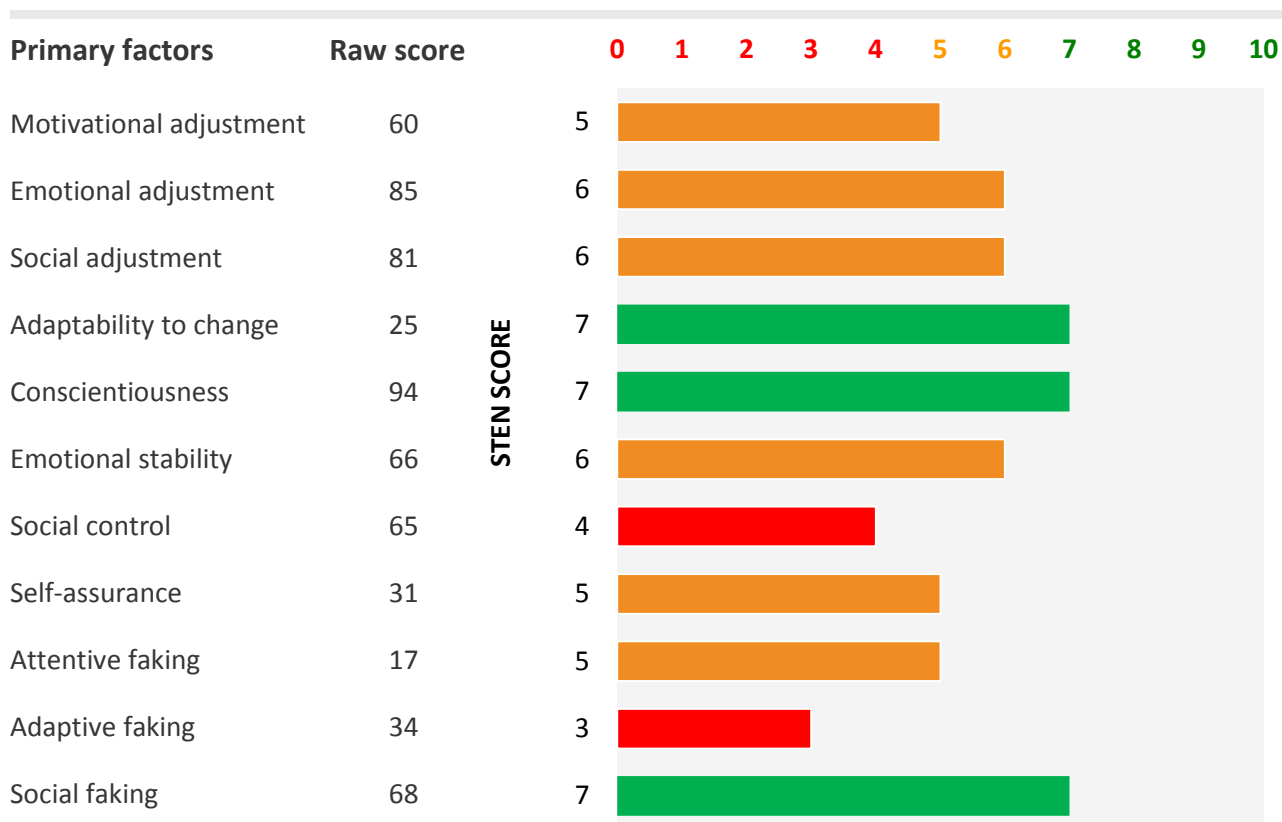 Primary factors Raw score 0 1 2 3 4 5 6 7 8 9 10
Motivational adjustment 60 5
Emotional adjustment 85 6
Social adjustment 81 6
Adaptability to change 25 7
Conscientiousness 94 7
STEN SCORE
Emotional stability 66 6
Social control 65 4
Self-assurance 31 5
Attentive faking 17 5
Adaptive faking 34 3
Social faking 68 7